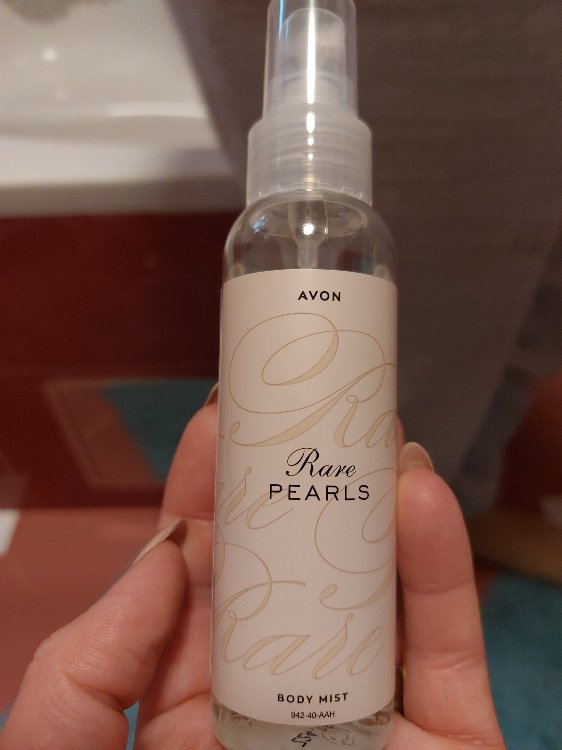 AVON
Rare
PEARLS
BODY MIST
942-40-AAH